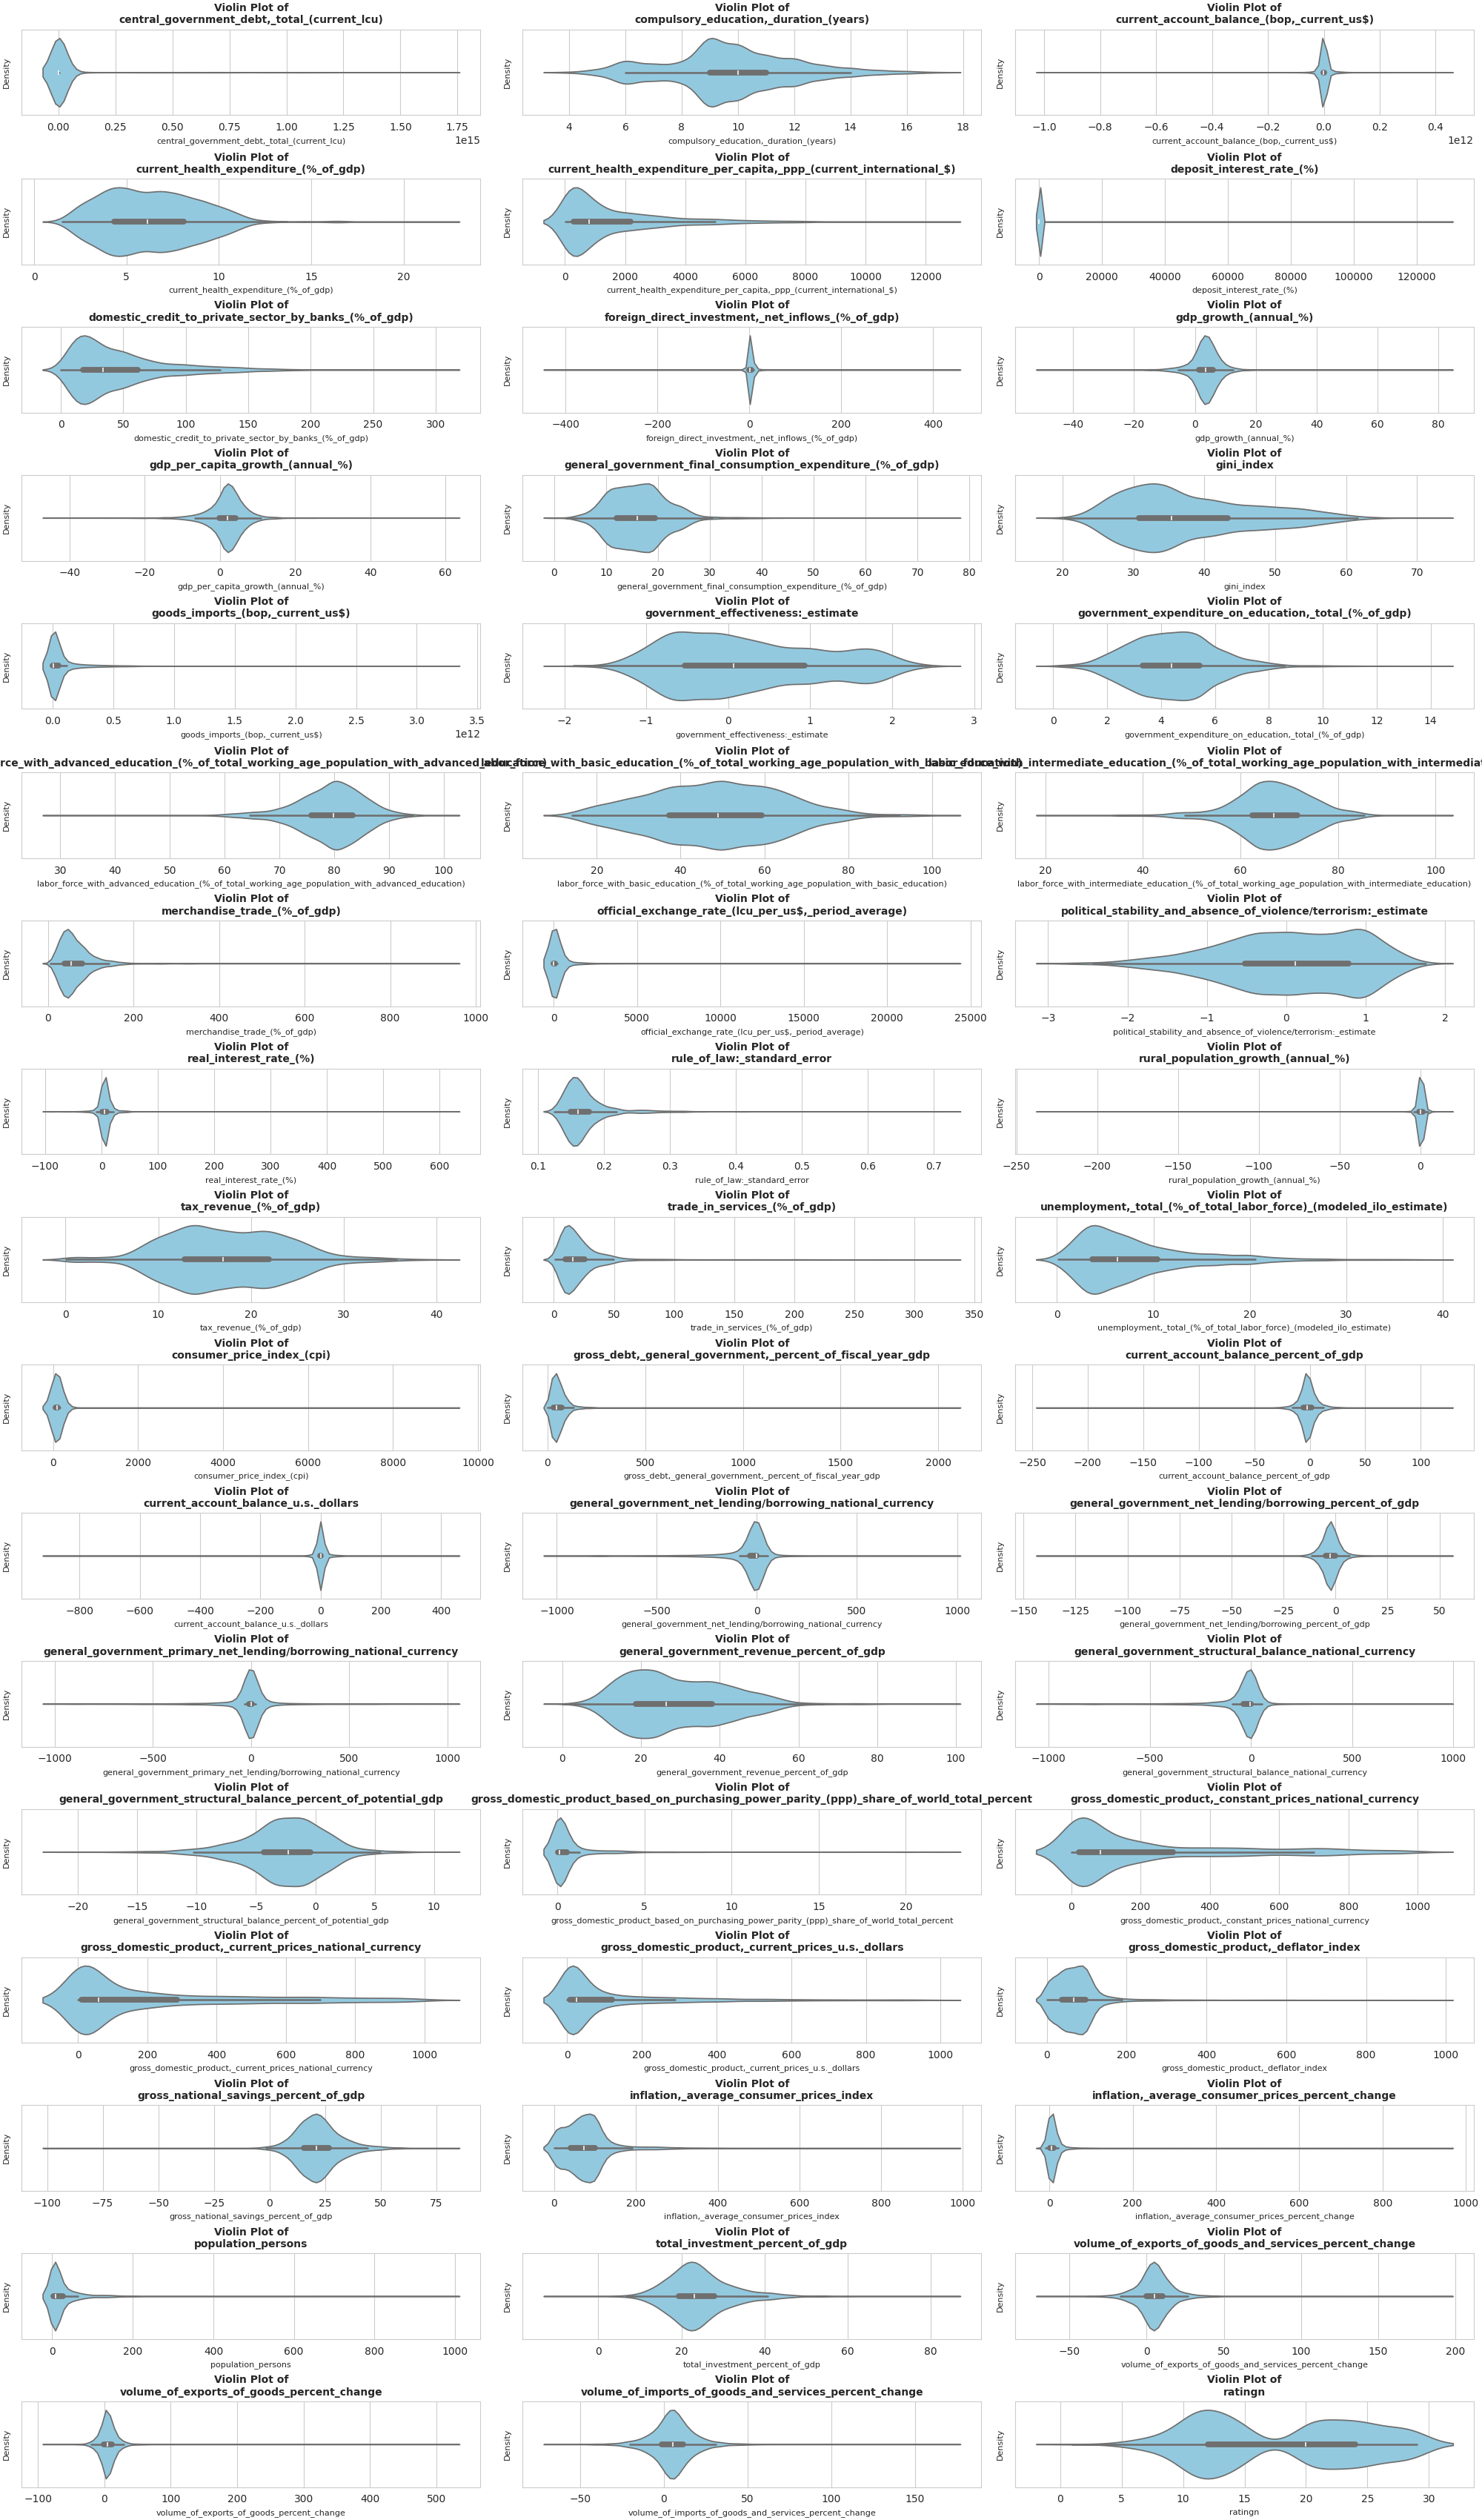 Violin Plot of
central_government_debt,_total_(current_lcu)
Density
0.00 0.25 0.50 0.75 1.00 1.25 1.50 1.75
1e15
central_government_debt,_total_(current_lcu)
Violin Plot of
compulsory_education,_duration_(years)
Density
4 6 8 10 12 14 16 18
compulsory_education,_duration_(years)
Violin Plot of
current_account_balance_(bop,_current_us$)
Density
−1.0 −0.8 −0.6 −0.4 −0.2 0.0 0.2 0.4
1e12
current_account_balance_(bop,_current_us$)
Violin Plot of
current_health_expenditure_(%_of_gdp)
Density
0 5 10 15 20
current_health_expenditure_(%_of_gdp)
Violin Plot of
current_health_expenditure_per_capita,_ppp_(current_international_$)
Density
0 2000 4000 6000 8000 10000 12000
current_health_expenditure_per_capita,_ppp_(current_international_$)
Violin Plot of
deposit_interest_rate_(%)
Density
0 20000 40000 60000 80000 100000 120000
deposit_interest_rate_(%)
Violin Plot of
domestic_credit_to_private_sector_by_banks_(%_of_gdp)
Density
0 50 100 150 200 250 300
domestic_credit_to_private_sector_by_banks_(%_of_gdp)
Violin Plot of
foreign_direct_investment,_net_inflows_(%_of_gdp)
Density
−400 −200 0 200 400
foreign_direct_investment,_net_inflows_(%_of_gdp)
Violin Plot of
gdp_growth_(annual_%)
Density
−40 −20 0 20 40 60 80
gdp_growth_(annual_%)
Violin Plot of
gdp_per_capita_growth_(annual_%)
Density
−40 −20 0 20 40 60
gdp_per_capita_growth_(annual_%)
Violin Plot of
general_government_final_consumption_expenditure_(%_of_gdp)
Density
0 10 20 30 40 50 60 70 80
general_government_final_consumption_expenditure_(%_of_gdp)
Violin Plot of
gini_index
Density
20 30 40 50 60 70
gini_index
Violin Plot of
goods_imports_(bop,_current_us$)
Density
0.0 0.5 1.0 1.5 2.0 2.5 3.0 3.5
1e12
goods_imports_(bop,_current_us$)
Violin Plot of
government_effectiveness:_estimate
Density
−2 −1 0 1 2 3
government_effectiveness:_estimate
Violin Plot of
government_expenditure_on_education,_total_(%_of_gdp)
Density
0 2 4 6 8 10 12 14
government_expenditure_on_education,_total_(%_of_gdp)
Violin Plot of
rce_with_advanced_education_(%_of_total_working_age_population_with_advanced_education)
Density
30 40 50 60 70 80 90 100
labor_force_with_advanced_education_(%_of_total_working_age_population_with_advanced_education)
Violin Plot of
labor_force_with_basic_education_(%_of_total_working_age_population_with_basic_education)
Density
20 40 60 80 100
labor_force_with_basic_education_(%_of_total_working_age_population_with_basic_education)
Violin Plot of
labor_force_with_intermediate_education_(%_of_total_working_age_population_with_intermediat
Density
20 40 60 80 100
labor_force_with_intermediate_education_(%_of_total_working_age_population_with_intermediate_education)
Violin Plot of
merchandise_trade_(%_of_gdp)
Density
0 200 400 600 800 1000
merchandise_trade_(%_of_gdp)
Violin Plot of
official_exchange_rate_(lcu_per_us$,_period_average)
Density
0 5000 10000 15000 20000 25000
official_exchange_rate_(lcu_per_us$,_period_average)
Violin Plot of
political_stability_and_absence_of_violence/terrorism:_estimate
Density
−3 −2 −1 0 1 2
political_stability_and_absence_of_violence/terrorism:_estimate
Violin Plot of
real_interest_rate_(%)
Density
−100 0 100 200 300 400 500 600
real_interest_rate_(%)
Violin Plot of
rule_of_law:_standard_error
Density
0.1 0.2 0.3 0.4 0.5 0.6 0.7
rule_of_law:_standard_error
Violin Plot of
rural_population_growth_(annual_%)
Density
−250 −200 −150 −100 −50 0
rural_population_growth_(annual_%)
Violin Plot of
tax_revenue_(%_of_gdp)
Density
0 10 20 30 40
tax_revenue_(%_of_gdp)
Violin Plot of
trade_in_services_(%_of_gdp)
Density
0 50 100 150 200 250 300 350
trade_in_services_(%_of_gdp)
Violin Plot of
unemployment,_total_(%_of_total_labor_force)_(modeled_ilo_estimate)
Density
0 10 20 30 40
unemployment,_total_(%_of_total_labor_force)_(modeled_ilo_estimate)
Violin Plot of
consumer_price_index_(cpi)
Density
0 2000 4000 6000 8000 10000
consumer_price_index_(cpi)
Violin Plot of
gross_debt,_general_government,_percent_of_fiscal_year_gdp
Density
0 500 1000 1500 2000
gross_debt,_general_government,_percent_of_fiscal_year_gdp
Violin Plot of
current_account_balance_percent_of_gdp
Density
−250 −200 −150 −100 −50 0 50 100
current_account_balance_percent_of_gdp
Violin Plot of
current_account_balance_u.s._dollars
Density
−800 −600 −400 −200 0 200 400
current_account_balance_u.s._dollars
Violin Plot of
general_government_net_lending/borrowing_national_currency
Density
−1000 −500 0 500 1000
general_government_net_lending/borrowing_national_currency
Violin Plot of
general_government_net_lending/borrowing_percent_of_gdp
Density
−150 −125 −100 −75 −50 −25 0 25 50
general_government_net_lending/borrowing_percent_of_gdp
Violin Plot of
general_government_primary_net_lending/borrowing_national_currency
Density
−1000 −500 0 500 1000
general_government_primary_net_lending/borrowing_national_currency
Violin Plot of
general_government_revenue_percent_of_gdp
Density
0 20 40 60 80 100
general_government_revenue_percent_of_gdp
Violin Plot of
general_government_structural_balance_national_currency
Density
−1000 −500 0 500 1000
general_government_structural_balance_national_currency
Violin Plot of
general_government_structural_balance_percent_of_potential_gdp
Density
−20 −15 −10 −5 0 5 10
general_government_structural_balance_percent_of_potential_gdp
Violin Plot of
gross_domestic_product_based_on_purchasing_power_parity_(ppp)_share_of_world_total_percent
Density
0 5 10 15 20
gross_domestic_product_based_on_purchasing_power_parity_(ppp)_share_of_world_total_percent
Violin Plot of
gross_domestic_product,_constant_prices_national_currency
Density
0 200 400 600 800 1000
gross_domestic_product,_constant_prices_national_currency
Violin Plot of
gross_domestic_product,_current_prices_national_currency
Density
0 200 400 600 800 1000
gross_domestic_product,_current_prices_national_currency
Violin Plot of
gross_domestic_product,_current_prices_u.s._dollars
Density
0 200 400 600 800 1000
gross_domestic_product,_current_prices_u.s._dollars
Violin Plot of
gross_domestic_product,_deflator_index
Density
0 200 400 600 800 1000
gross_domestic_product,_deflator_index
Violin Plot of
gross_national_savings_percent_of_gdp
Density
−100 −75 −50 −25 0 25 50 75
gross_national_savings_percent_of_gdp
Violin Plot of
inflation,_average_consumer_prices_index
Density
0 200 400 600 800 1000
inflation,_average_consumer_prices_index
Violin Plot of
inflation,_average_consumer_prices_percent_change
Density
0 200 400 600 800 1000
inflation,_average_consumer_prices_percent_change
Violin Plot of
population_persons
Density
0 200 400 600 800 1000
population_persons
Violin Plot of
total_investment_percent_of_gdp
Density
0 20 40 60 80
total_investment_percent_of_gdp
Violin Plot of
volume_of_exports_of_goods_and_services_percent_change
Density
−50 0 50 100 150 200
volume_of_exports_of_goods_and_services_percent_change
Violin Plot of
volume_of_exports_of_goods_percent_change
Density
−100 0 100 200 300 400 500
volume_of_exports_of_goods_percent_change
Violin Plot of
volume_of_imports_of_goods_and_services_percent_change
Density
−50 0 50 100 150
volume_of_imports_of_goods_and_services_percent_change
Violin Plot of
ratingn
Density
0 5 10 15 20 25 30
ratingn